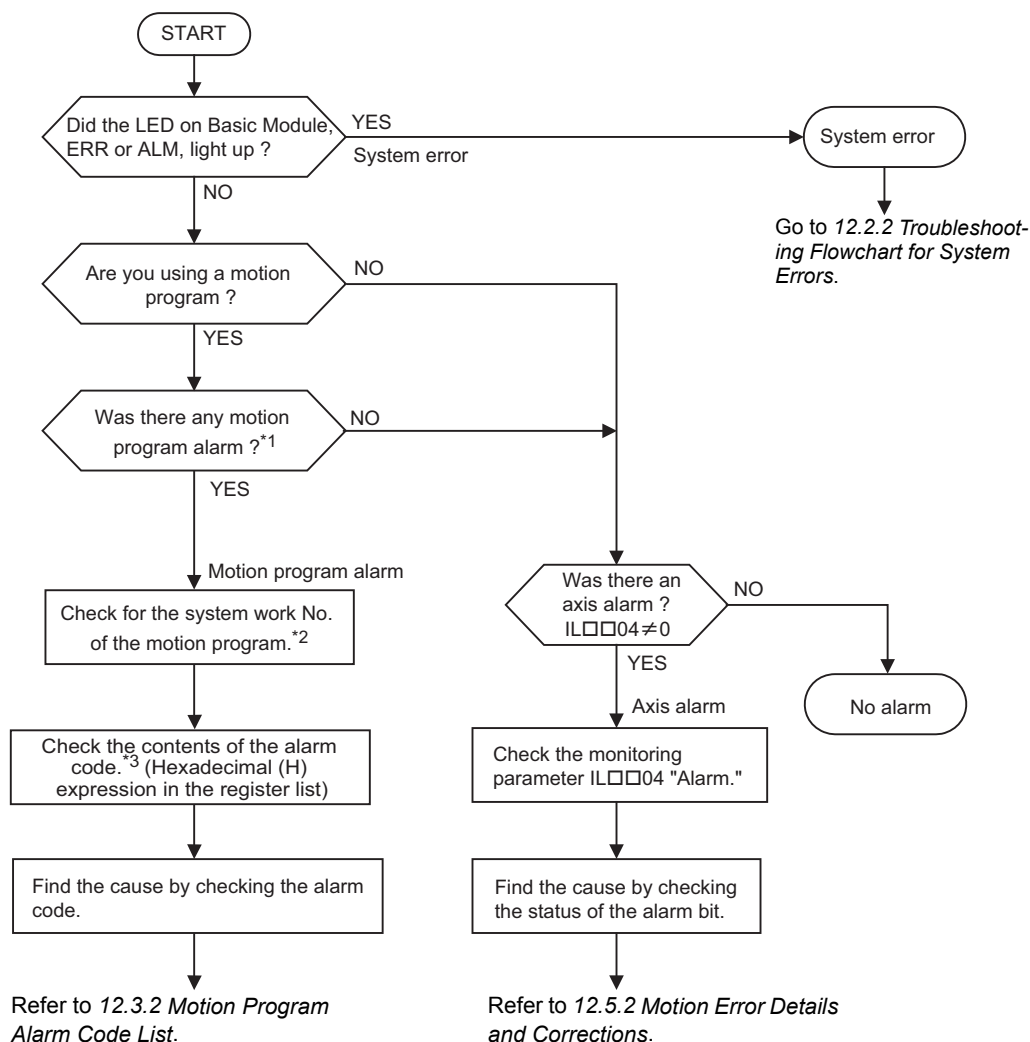 START
Did the LED on Basic Module,
ERR or ALM, light up ?
YES
System error
System error
NO
Go to 12.2.2 Troubleshoot-
ing Flowchart for System
Errors.
Are you using a motion
program ?
NO
YES
Was there any motion
program alarm ?*1
NO
YES
Motion program alarm
Check for the system work No.
of the motion program.*2
Was there an
axis alarm ?
IL□□04≠0
NO
YES
No alarm
Axis alarm
Check the contents of the alarm
code.*3 (Hexadecimal (H)
expression in the register list)
Check the monitoring
parameter IL□□04 "Alarm."
Find the cause by checking the alarm
code.
Find the cause by checking
the status of the alarm bit.
Refer to 12.3.2 Motion Program
Alarm Code List.
Refer to 12.5.2 Motion Error Details
and Corrections.